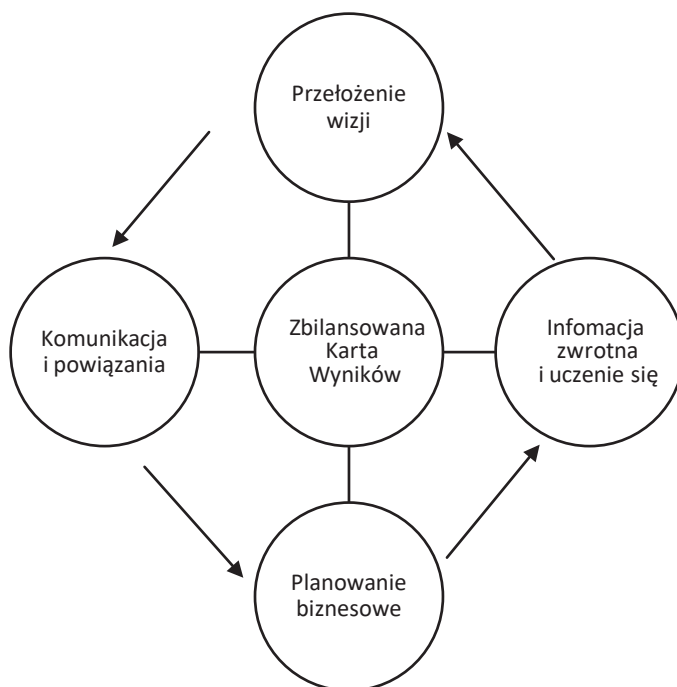 Przełożenie
wizji
Komunikacja
i powiązania
Zbilansowana
Karta
Wyników
Infomacja
zwrotna
i uczenie się
Planowanie
biznesowe